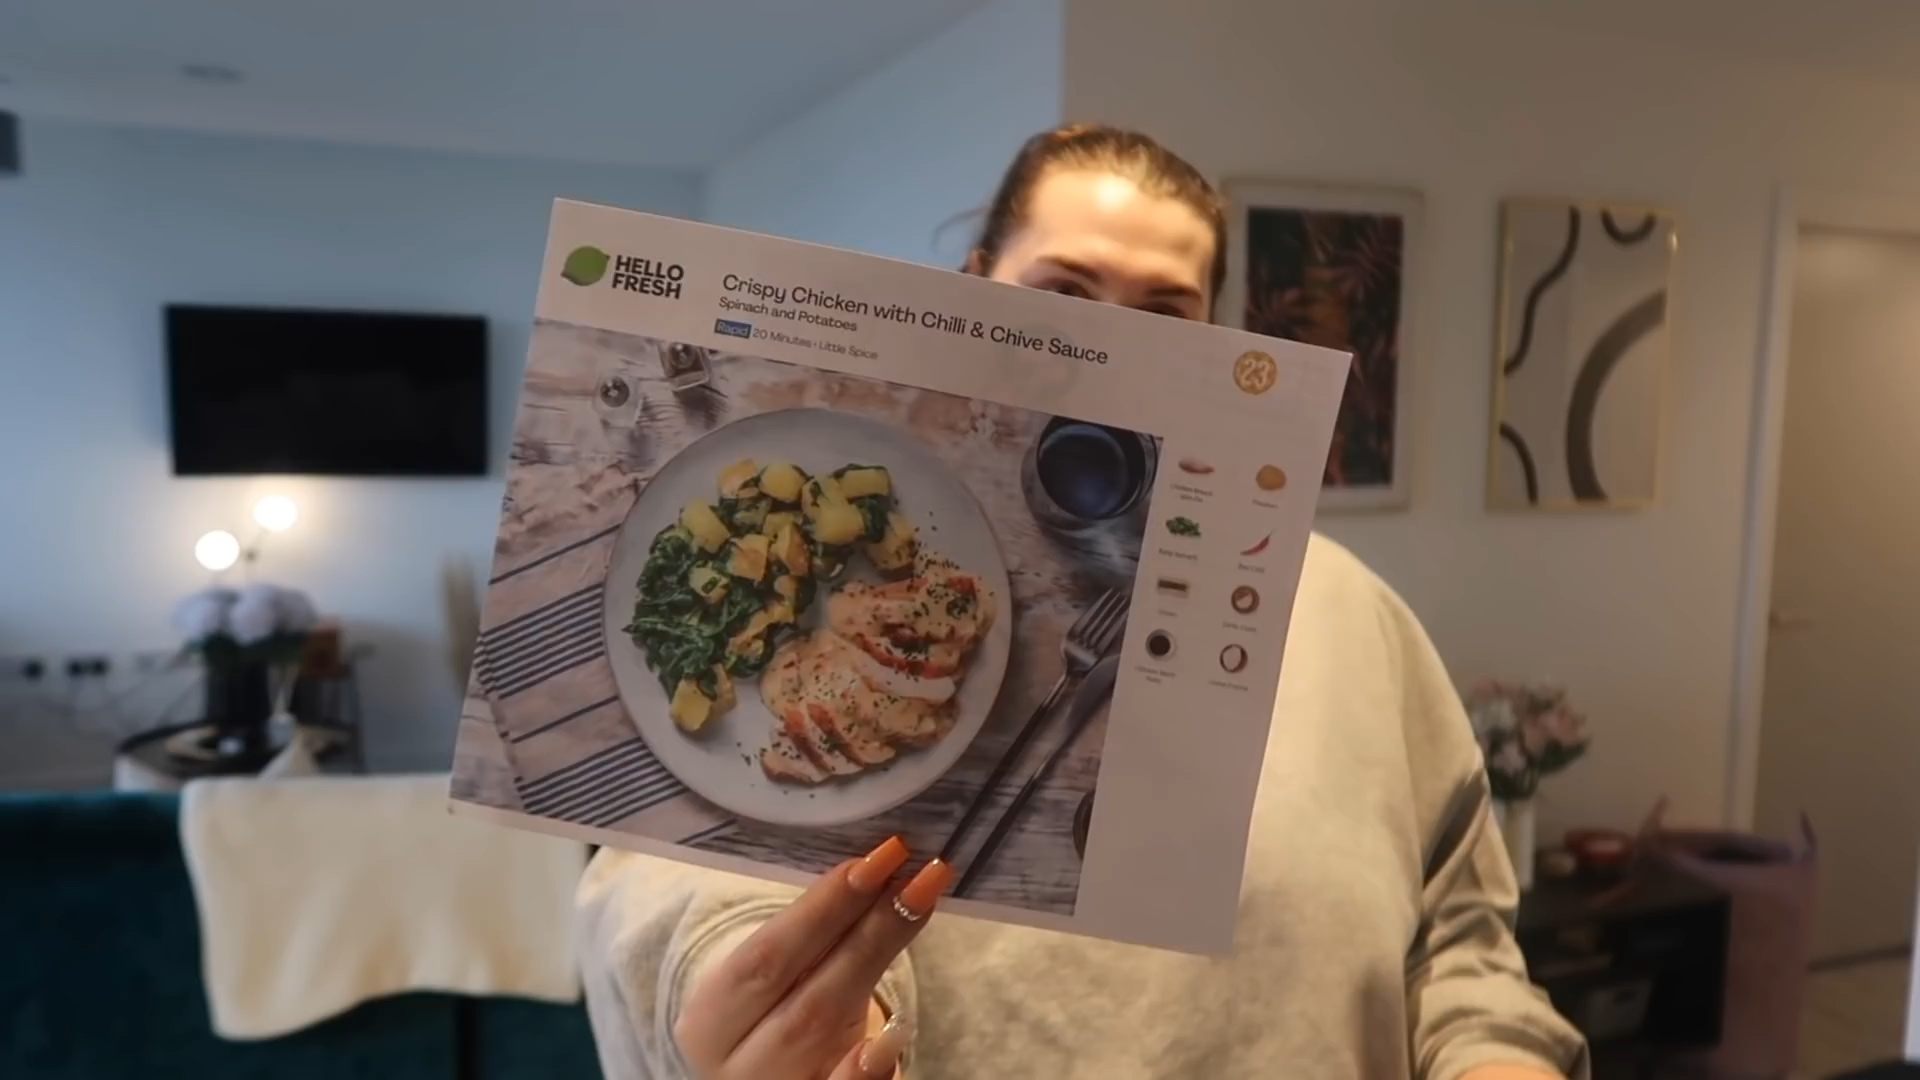 HELLO
FRESH
Crispy Chicken with Chilli & Chive Sauce
Spinach and Potatoes
Rapid 20 Minutes • Little Spice
23